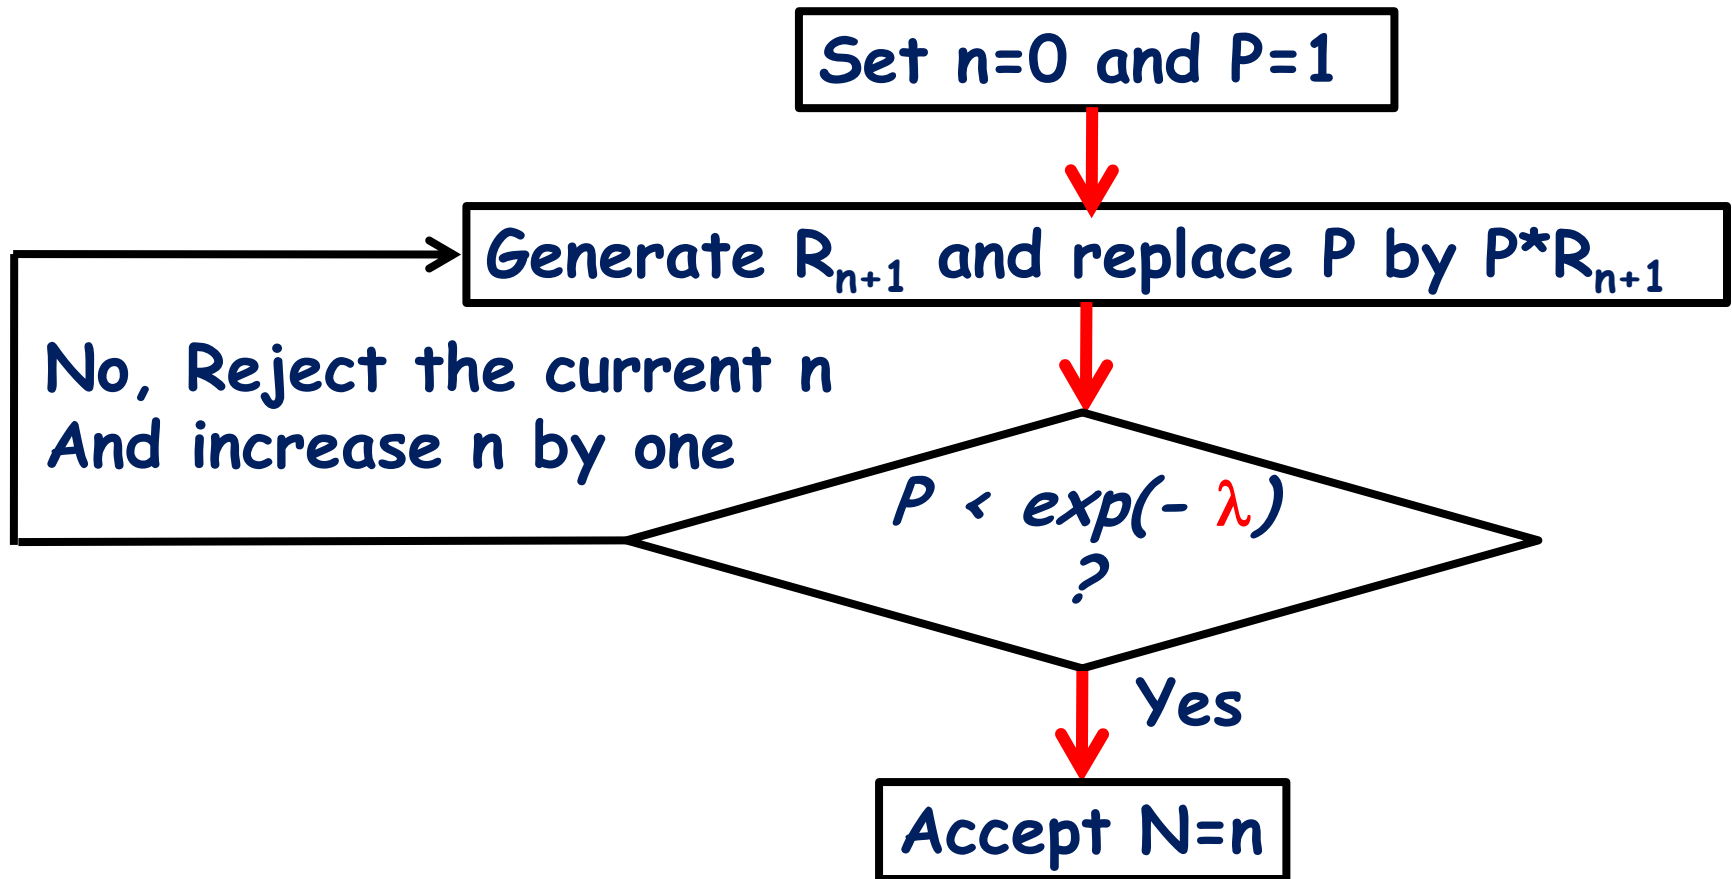 Set n=0 and P=1
Generate Rₙ₊₁ and replace P by P*Rₙ₊₁
No, Reject the current n
And increase n by one
P < exp(- λ)
?
Yes
Accept N=n